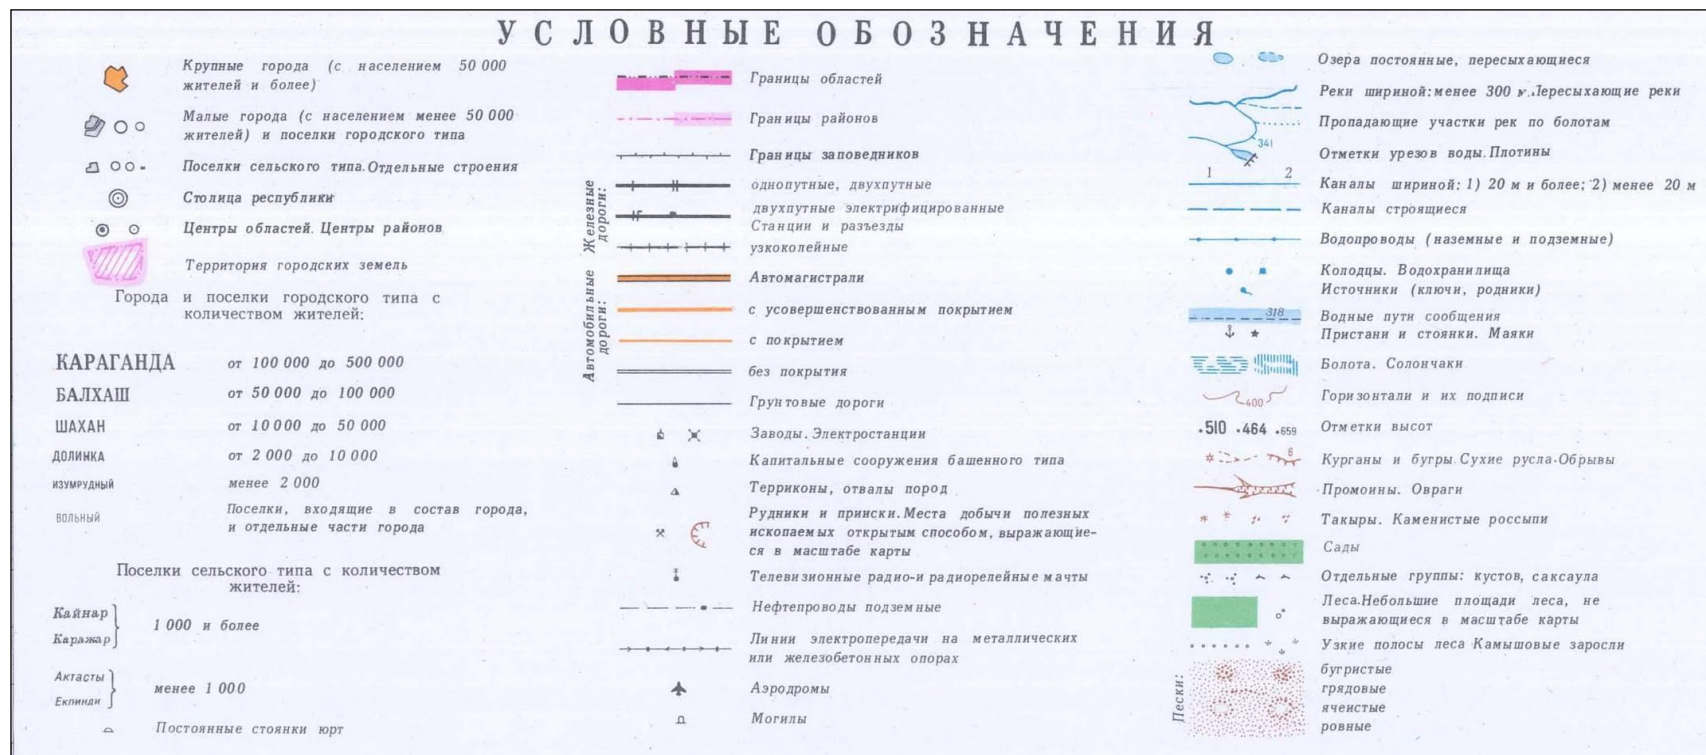 УСЛОВНЫЕ ОБОЗНАЧЕНИЯ
Крупные города (с населением 50 000
жителей и более)
Малые города (с населением менее 50 000
жителей) и поселки городского типа
Поселки сельского типа. Отдельные строения
Столица республики
Центры областей. Центры районов
Территория городских земель
Города и поселки городского типа с
количеством жителей:
КАРАГАНДА от 100 000 до 500 000
БАЛХАШ от 50 000 до 100 000
ШАХАН от 10 000 до 50 000
ДОЛИНКА от 2 000 до 10 000
ИЗУМРУДНЫЙ менее 2 000
ВОЛЬНЫЙ Поселки, входящие в состав города,
и отдельные части города
Поселки сельского типа с количеством
жителей:
Кайнар
Каражар
1 000 и более
Актасты
Екпинди
менее 1 000
Постоянные стоянки юрт
Границы областей
Границы районов
Границы заповедников
Железные
дороги:
однопутные, двухпутные
двухпутные электрифицированные
Станции и разъезды
узкоколейные
Автомобильные
дороги:
Автомагистрали
с усовершенствованным покрытием
с покрытием
без покрытия
Грунтовые дороги
Заводы. Электростанции
Капитальные сооружения башенного типа
Терриконы, отвалы пород
Рудники и прииски. Места добычи полезных
ископаемых открытым способом, выражающие-
ся в масштабе карты
Телевизионные радио-и радиорелейные мачты
Нефтепроводы подземные
Линии электропередачи на металлических
или железобетонных опорах
Аэродромы
Могилы
Озера постоянные, пересыхающиеся
Реки шириной: менее 300 м. Пересыхающие реки
Пропадающие участки рек по болотам
341 Отметки урезов воды. Плотины
1 2
Каналы шириной: 1) 20 м и более; 2) менее 20 м
Каналы строящиеся
Водопроводы (наземные и подземные)
Колодцы. Водохранилища
Источники (ключи, родники)
318 Водные пути сообщения
Пристани и стоянки. Маяки
Болота. Солончаки
400 Горизонтали и их подписи
.510 .464 .659 Отметки высот
6 Курганы и бугры. Сухие русла. Обрывы
Промоины. Овраги
Такыры. Каменистые россыпи
Сады
Отдельные группы: кустов, саксаула
Леса. Небольшие площади леса, не
выражающиеся в масштабе карты
Узкие полосы леса Камышовые заросли
Пески:
бугристые
грядовые
ячеистые
ровные